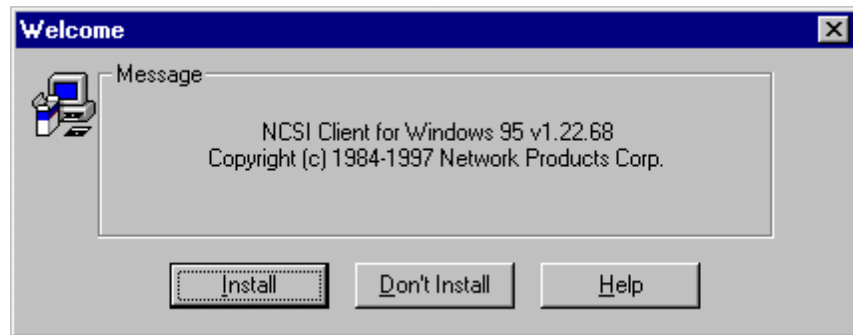 Welcome
Message
NCSI Client for Windows 95 v1.22.68
Copyright (c) 1984-1997 Network Products Corp.
Install
Don't Install
Help